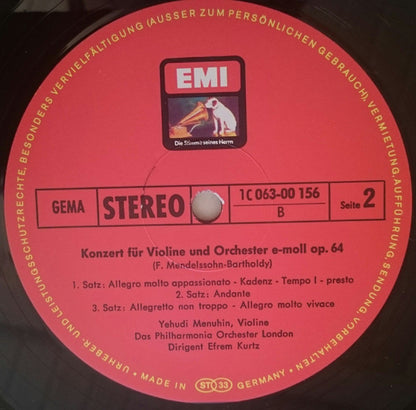 URHEBER- UND LEISTUNGSSCHUTZRECHTE, BESONDERS VERVIELFÄLTIGUNG (AUSSER ZUM PERSÖNLICHEN GEBRAUCH), VERMIETUNG, AUFFÜHRUNG, SENDUNG, VORBEHALTEN
EMI
Die Stimme seines Herrn
GEMA
STEREO
1C 063-00 156
B
Seite 2
Konzert für Violine und Orchester e-moll op. 64
(F. Mendelssohn-Bartholdy)
1. Satz: Allegro molto appassionato - Kadenz - Tempo I - presto
2. Satz: Andante
3. Satz: Allegretto non troppo - Allegro molto vivace
Yehudi Menuhin, Violine
Das Philharmonia Orchester London
Dirigent Efrem Kurtz
• MADE IN ST 33 GERMANY •